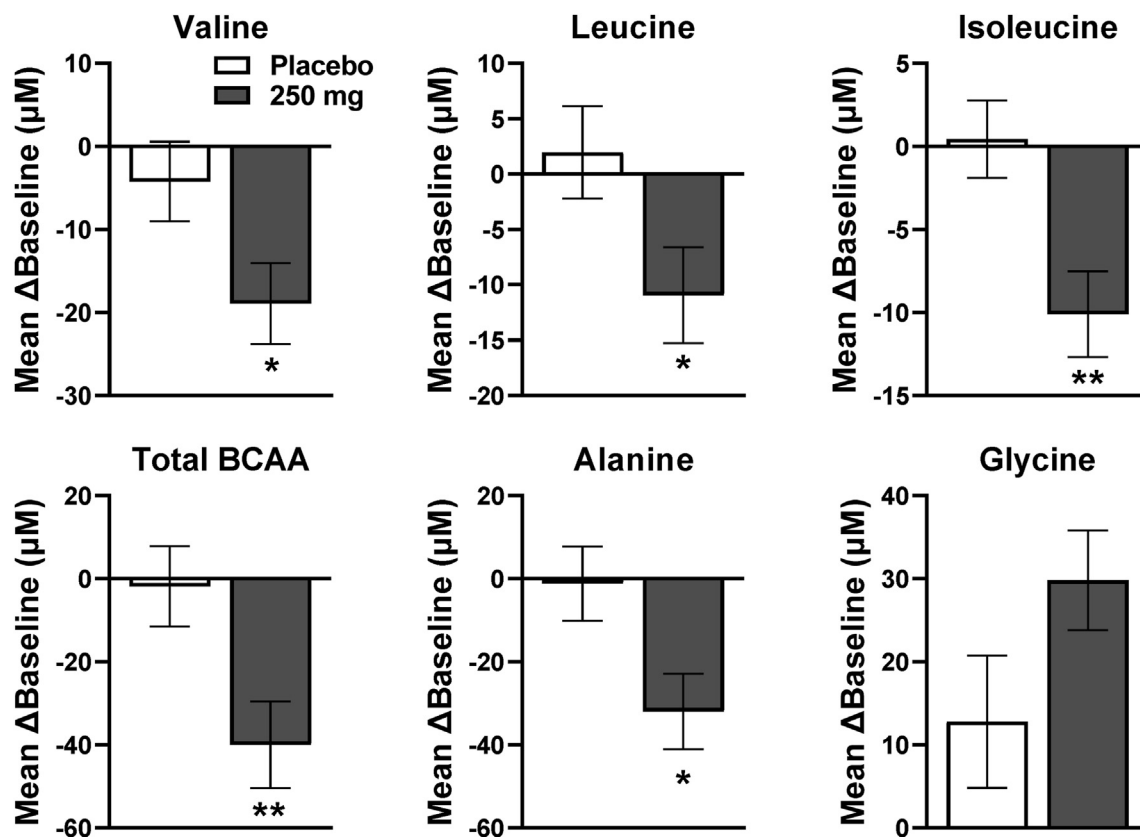 Valine
Leucine
Isoleucine
Mean ΔBaseline (µM)
10
0
-10
-20
-30
Placebo
250 mg
*
Mean ΔBaseline (µM)
10
5
0
-5
-10
-15
-20
*
Mean ΔBaseline (µM)
5
0
-5
-10
-15
**
Total BCAA
Alanine
Glycine
Mean ΔBaseline (µM)
20
0
-20
-40
-60
**
Mean ΔBaseline (µM)
20
0
-20
-40
-60
*
Mean ΔBaseline (µM)
40
30
20
10
0